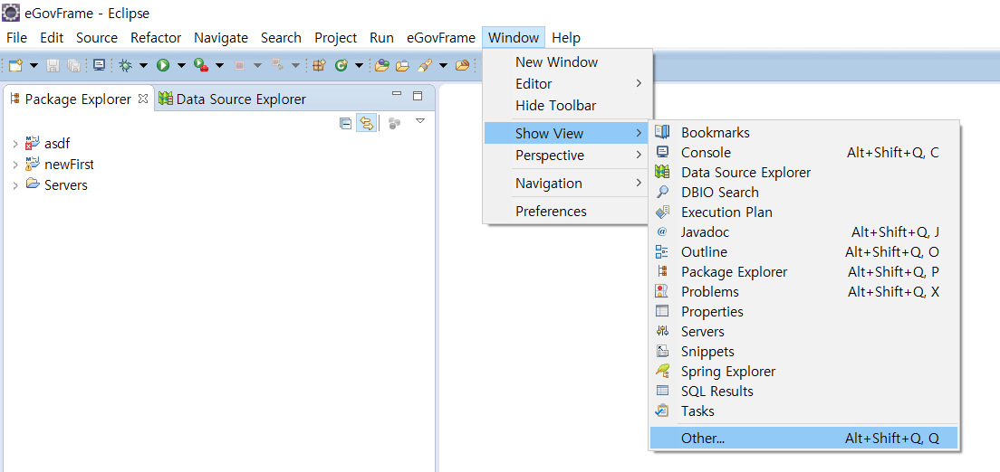 eGovFrame - Eclipse
File Edit Source Refactor Navigate Search Project Run eGovFrame Window Help
Package Explorer
Data Source Explorer
asdf
newFirst
Servers
New Window
Editor
Hide Toolbar
Show View
Perspective
Navigation
Preferences
Bookmarks
Console Alt+Shift+Q, C
Data Source Explorer
DBIO Search
Execution Plan
Javadoc Alt+Shift+Q, J
Outline Alt+Shift+Q, O
Package Explorer Alt+Shift+Q, P
Problems Alt+Shift+Q, X
Properties
Servers
Snippets
Spring Explorer
SQL Results
Tasks
Other... Alt+Shift+Q, Q